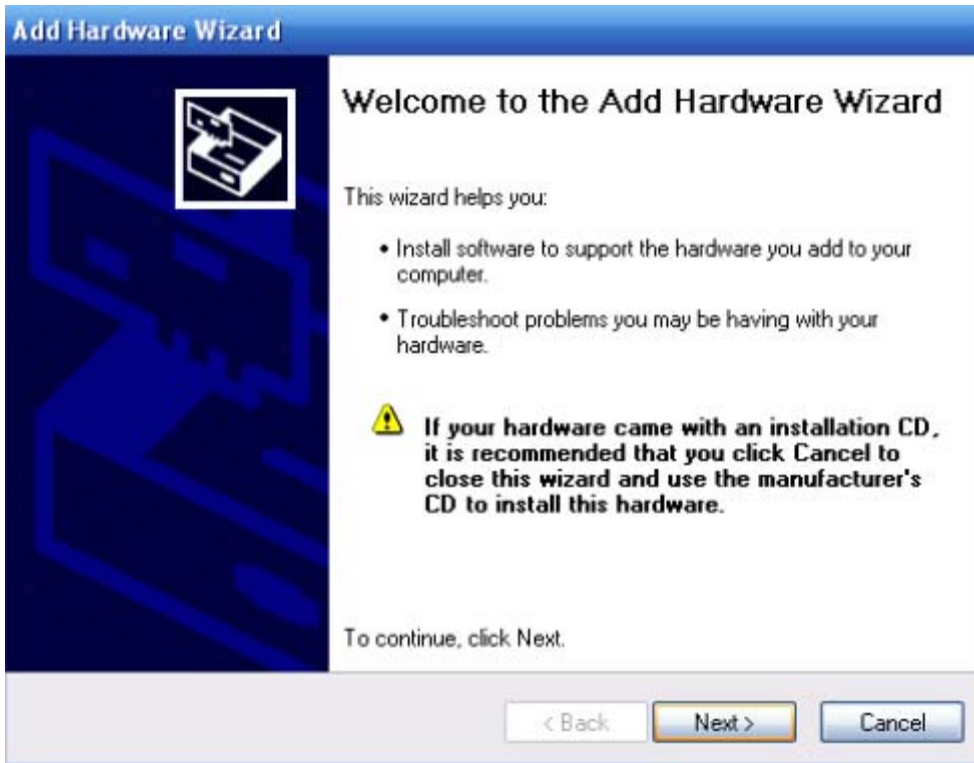 Add Hardware Wizard
Welcome to the Add Hardware Wizard
This wizard helps you:
• Install software to support the hardware you add to your
computer.
• Troubleshoot problems you may be having with your
hardware.
If your hardware came with an installation CD,
it is recommended that you click Cancel to
close this wizard and use the manufacturer's
CD to install this hardware.
To continue, click Next.
< Back Next > Cancel